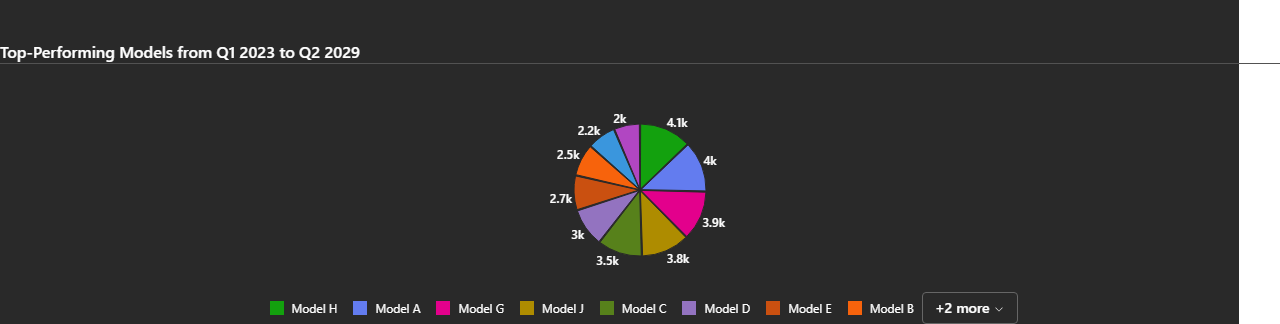 Top-Performing Models from Q1 2023 to Q2 2029
4.1k
4k
3.9k
3.8k
3.5k
3k
2.7k
2.5k
2.2k
2k
Model H Model A Model G Model J Model C Model D Model E Model B +2 more